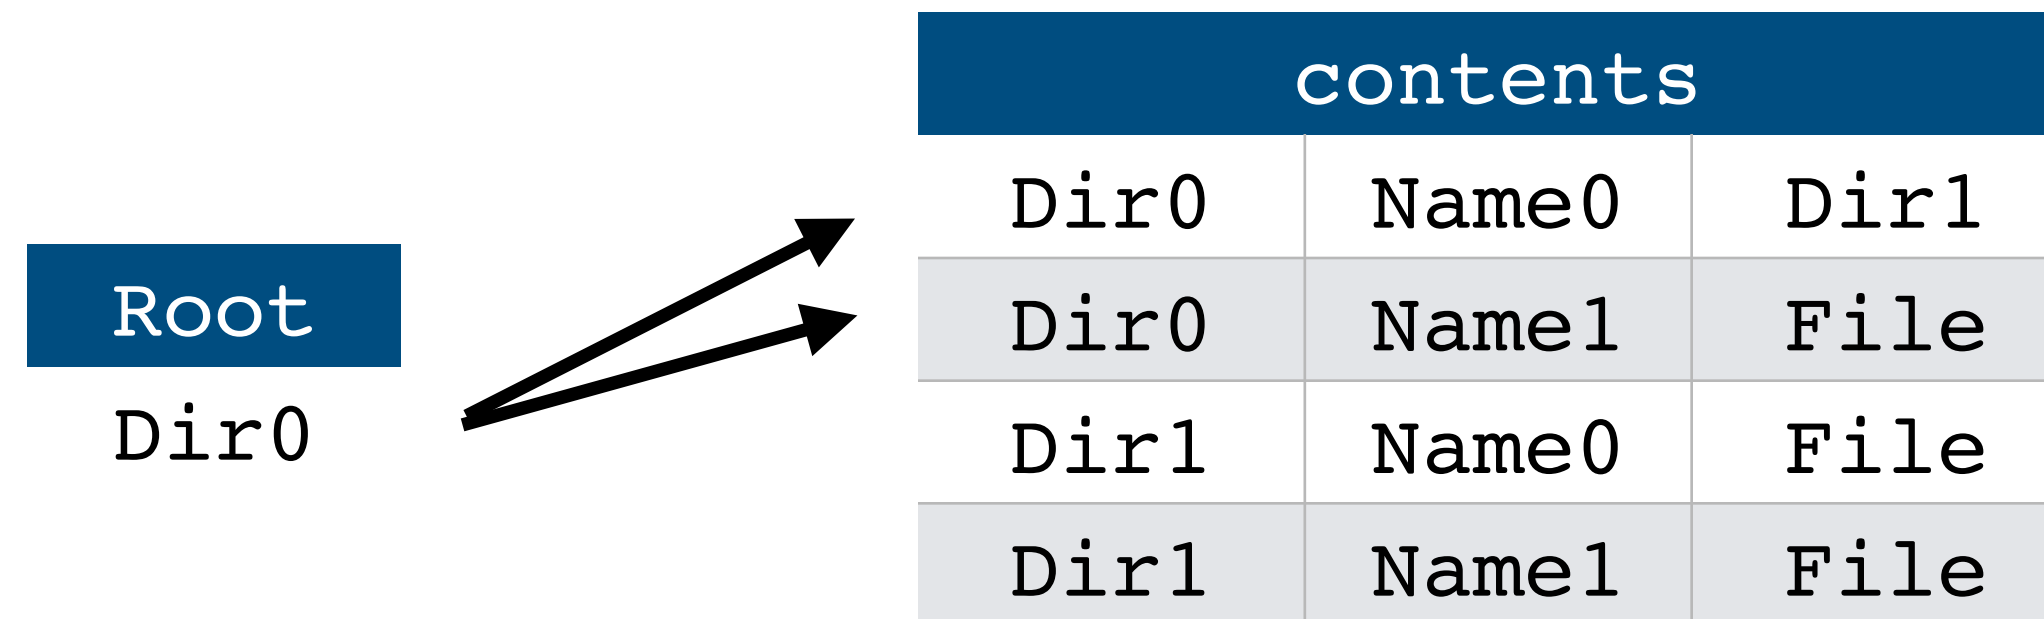 contents
Root
Dir0
Dir0 Name0 Dir1
Dir0 Name1 File
Dir1 Name0 File
Dir1 Name1 File